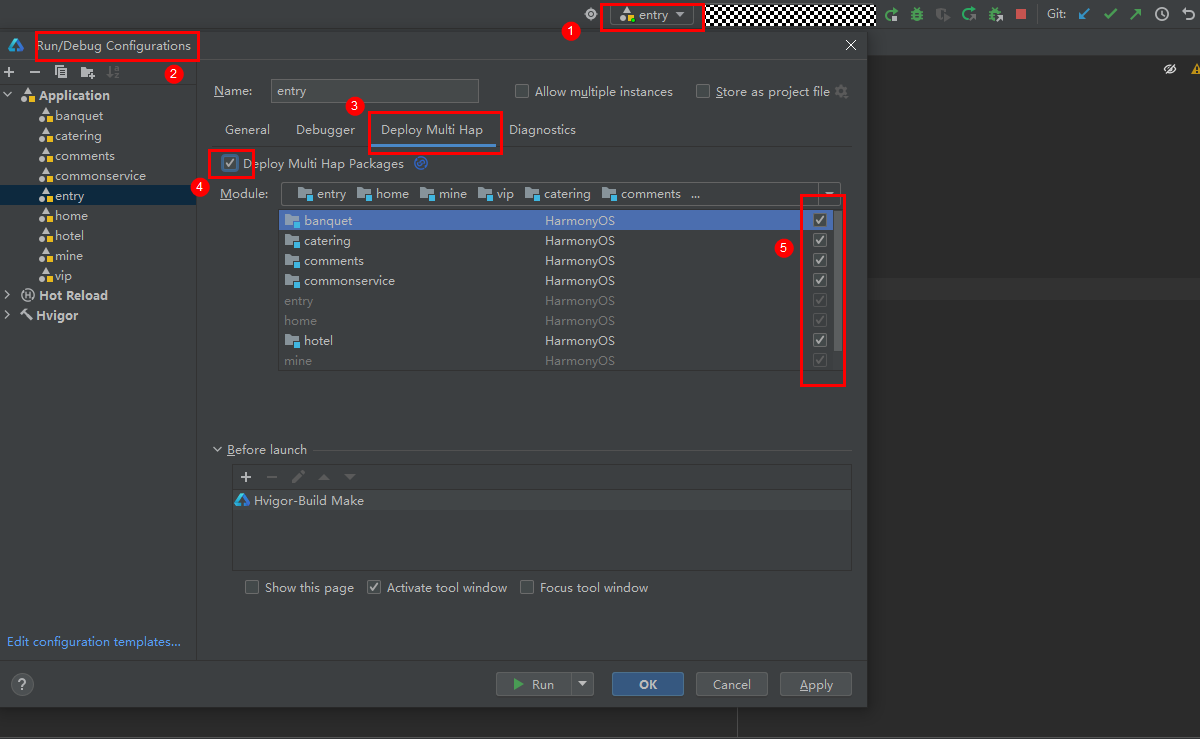 entry
Git:
1
Run/Debug Configurations
2
Application
banquet
catering
comments
commonservice
entry
home
hotel
mine
vip
Hot Reload
Hvigor
Edit configuration templates...
Name: entry
Allow multiple instances
Store as project file
3
General Debugger Deploy Multi Hap Diagnostics
4
Deploy Multi Hap Packages
Module: entry home mine vip catering comments ...
5
banquet HarmonyOS
catering HarmonyOS
comments HarmonyOS
commonservice HarmonyOS
entry HarmonyOS
home HarmonyOS
hotel HarmonyOS
mine HarmonyOS
Before launch
Hvigor-Build Make
Show this page Activate tool window Focus tool window
? Run OK Cancel Apply